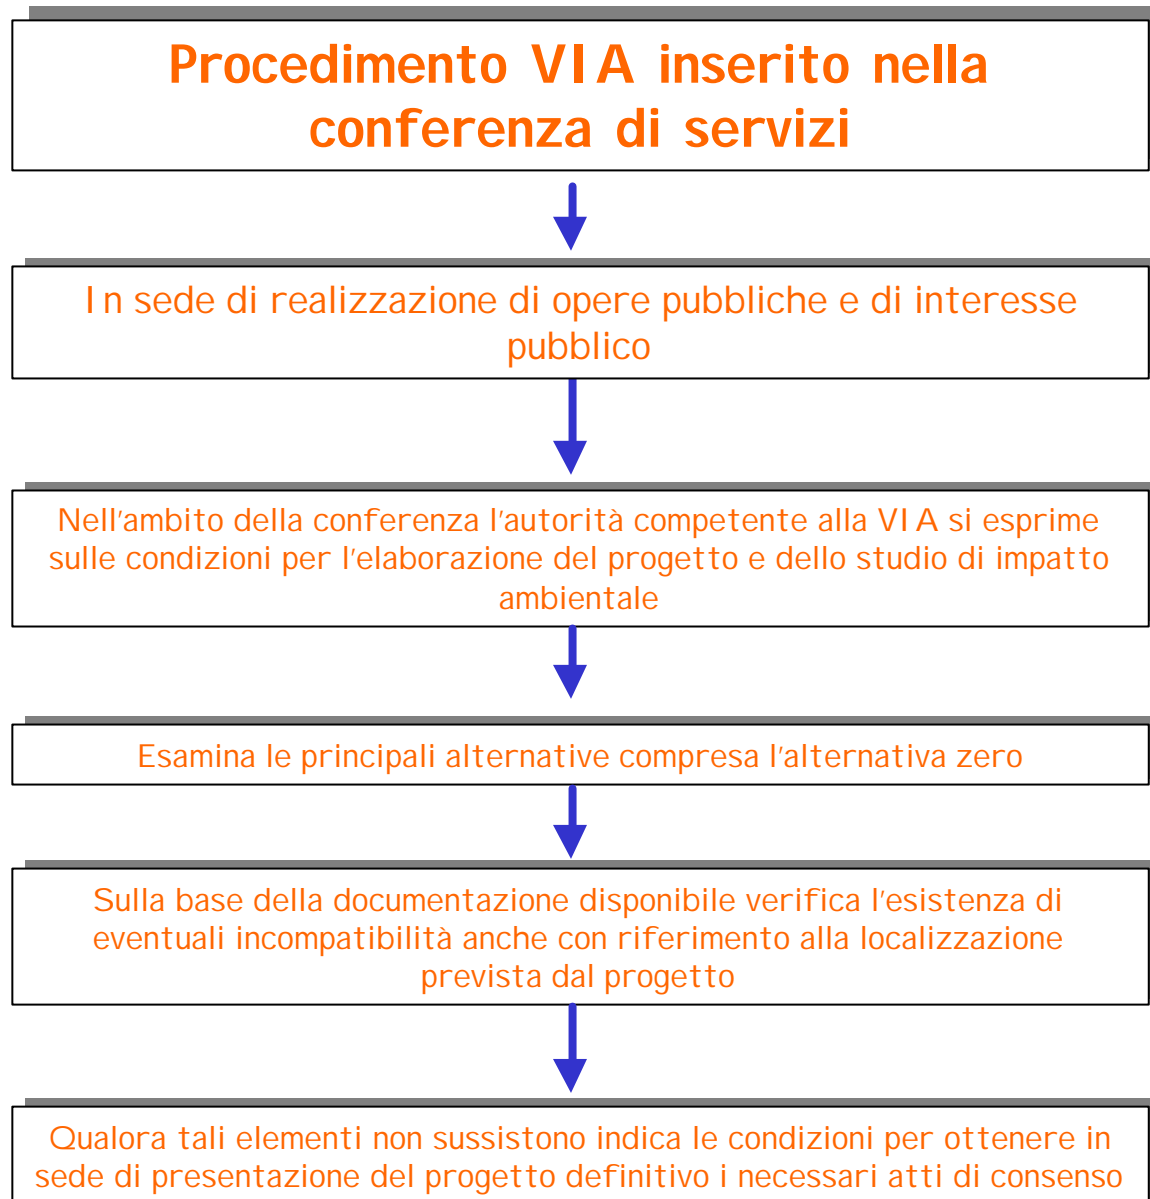 Procedimento VIA inserito nella
conferenza di servizi
In sede di realizzazione di opere pubbliche e di interesse
pubblico
Nell'ambito della conferenza l'autorità competente alla VIA si esprime
sulle condizioni per l'elaborazione del progetto e dello studio di impatto
ambientale
Esamina le principali alternative compresa l'alternativa zero
Sulla base della documentazione disponibile verifica l'esistenza di
eventuali incompatibilità anche con riferimento alla localizzazione
prevista dal progetto
Qualora tali elementi non sussistono indica le condizioni per ottenere in
sede di presentazione del progetto definitivo i necessari atti di consenso